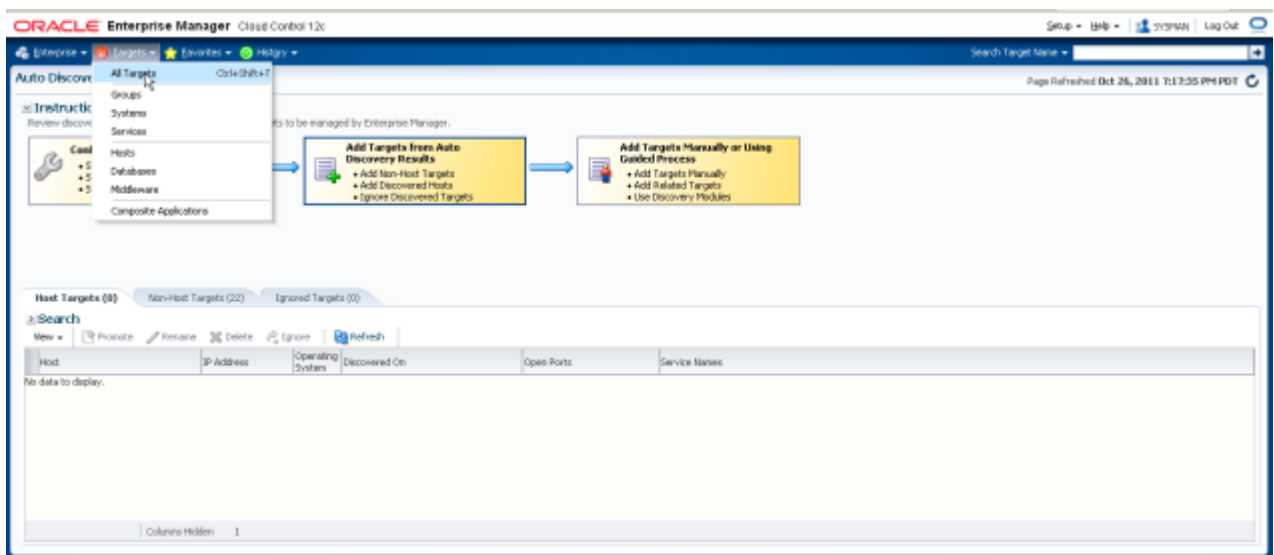 ORACLE Enterprise Manager Cloud Control 12c
Setup Help SYSMAN Log Out
Enterprise Targets Favorites History
Search Target Name
Auto Discove
Page Refreshed Oct 26, 2011 7:17:35 PM PDT
All Targets Ctrl+Shift+T
Groups
Systems
Services
Hosts
Databases
Middleware
Composite Applications
Instructic
Review discove ts to be managed by Enterprise Manager.
Conf
+ S
+ S
+ S
Add Targets from Auto
Discovery Results
+ Add Non-Host Targets
+ Add Discovered Hosts
• Ignore Discovered Targets
Add Targets Manually or Using
Guided Process
+ Add Targets Manually
+ Add Related Targets
• Use Discovery Modules
Host Targets (0) Non-Host Targets (22) Ignored Targets (0)
Search
View Promote Rename Delete Ignore Refresh
Host IP Address Operating System Discovered On Open Ports Service Names
No data to display.
Columns Hidden 1